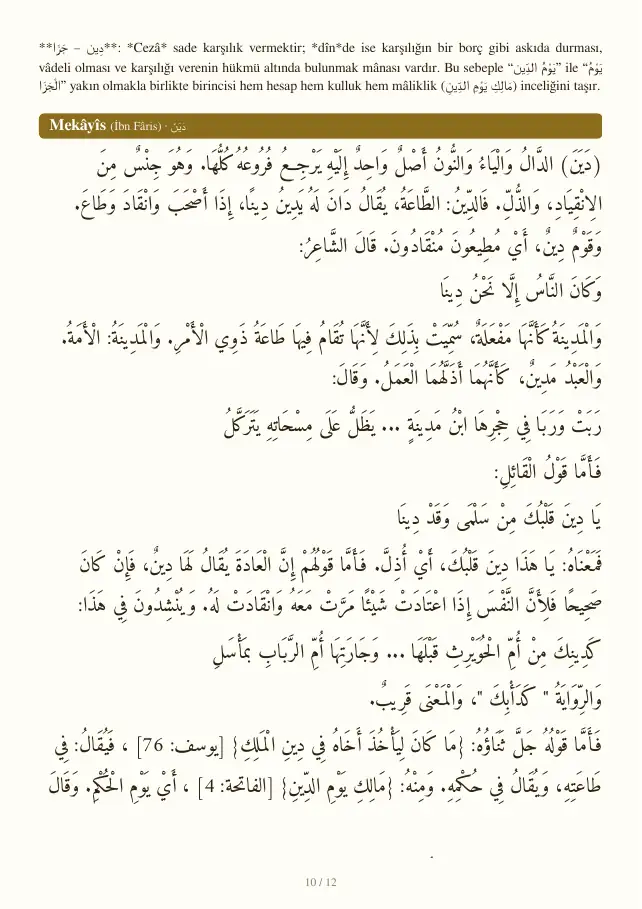 **دِين – جَزَا**: *Cezâ* sade karşılık vermektir; *dîn*de ise karşılığın bir borç gibi askıda durması,
vâdeli olması ve karşılığı verenin hükmü altında bulunmak mânası vardır. Bu sebeple “يَوْمُ الدِّين” ile “يَوْمُ
الْجَزَا” yakın olmakla birlikte birincisi hem hesap hem kulluk hem mâliklik (مَالِكِ يَوْمِ الدِّينِ) inceliğini taşır.
Mekâyîs (İbn Fâris) · دَيَنَ
(دَيَنَ) الدَّالُ وَالْيَاءُ وَالنُّونُ أَصْلٌ وَاحِدٌ إِلَيْهِ يَرْجِعُ فُرُوعُهُ كُلُّهَا. وَهُوَ جِنْسٌ مِنَ
الِانْقِيَادِ، وَالذُّلِّ. فَالدِّينُ: الطَّاعَةُ، يُقَالُ دَانَ لَهُ يَدِينُ دِينًا، إِذَا أَصْحَبَ وَانْقَادَ وَطَاعَ.
وَقَوْمٌ دِينٌ، أَيْ مُطِيعُونَ مُنْقَادُونَ. قَالَ الشَّاعِرُ:
وَكَانَ النَّاسُ إِلَّا نَحْنُ دِينَا
وَالْمَدِينَةُ كَأَنَّهَا مَفْعَلَةٌ، سُمِّيَتْ بِذَلِكَ لِأَنَّهَا تُقَامُ فِيهَا طَاعَةُ ذَوِي الْأَمْرِ. وَالْمَدِينَةُ: الْأَمَةُ.
وَالْعَبْدُ مَدِينٌ، كَأَنَّهُمَا أَذَلَّهُمَا الْعَمَلُ. وَقَالَ:
رَبَتْ وَرَبَا فِي حِجْرِهَا ابْنُ مَدِينَةٍ ... يَظَلُّ عَلَى مِسْحَاتِهِ يَتَرَكَّلُ
فَأَمَّا قَوْلُ الْقَائِلِ:
يَا دِينَ قَلْبُكَ مِنْ سَلْمَى وَقَدْ دِينَا
فَمَعْنَاهُ: يَا هَذَا دِينَ قَلْبُكَ، أَيْ أُذِلَّ. فَأَمَّا قَوْلُهُمْ إِنَّ الْعَادَةَ يُقَالُ لَهَا دِينٌ، فَإِنْ كَانَ
صَحِيحًا فَلِأَنَّ النَّفْسَ إِذَا اعْتَادَتْ شَيْئًا مَرَّتْ مَعَهُ وَانْقَادَتْ لَهُ. وَيُنْشِدُونَ فِي هَذَا:
كَدِينِكَ مِنْ أُمِّ الْحُوَيْرِثِ قَبْلَهَا ... وَجَارَتِهَا أُمِّ الرَّبَابِ بِمَأْسَلِ
وَالرِّوَايَةُ " كَدَأْبِكَ "، وَالْمَعْنَى قَرِيبٌ.
فَأَمَّا قَوْلُهُ جَلَّ ثَنَاؤُهُ: {مَا كَانَ لِيَأْخُذَ أَخَاهُ فِي دِينِ الْمَلِكِ} [يوسف: 76] ، فَيُقَالُ: فِي
طَاعَتِهِ، وَيُقَالُ فِي حُكْمِهِ. وَمِنْهُ: {مَالِكِ يَوْمِ الدِّينِ} [الفاتحة: 4] ، أَيْ يَوْمِ الْحُكْمِ. وَقَالَ
10 / 12